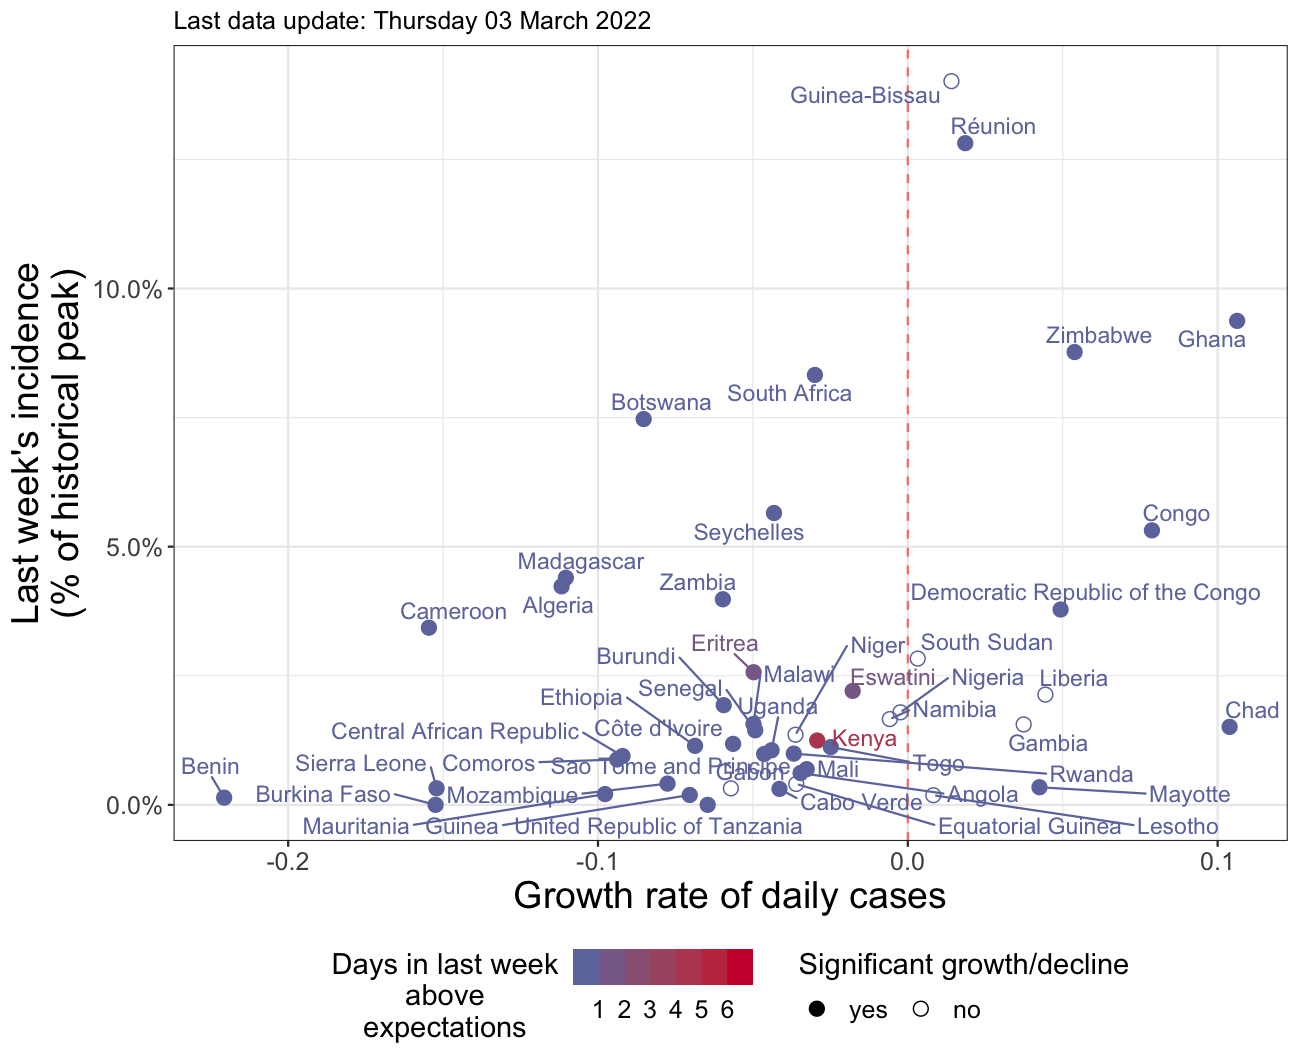 Last data update: Thursday 03 March 2022
Last week's incidence
(% of historical peak)
10.0%
5.0%
0.0%
Guinea-Bissau
Réunion
Zimbabwe
Ghana
South Africa
Botswana
Seychelles
Congo
Madagascar
Algeria
Zambia
Cameroon
Democratic Republic of the Congo
Eritrea
Niger
South Sudan
Burundi
Malawi
Eswatini
Nigeria
Liberia
Senegal
Ethiopia
Uganda
Namibia
Chad
Central African Republic
Côte d'Ivoire
Kenya
Gambia
Benin
Sierra Leone
Comoros
Sao Tome and Principe
Gabon
Mali
Togo
Rwanda
Burkina Faso
Mozambique
Cabo Verde
Angola
Mayotte
Mauritania
Guinea
United Republic of Tanzania
Equatorial Guinea
Lesotho
-0.2
-0.1
0.0
0.1
Growth rate of daily cases
Days in last week
above
expectations
1 2 3 4 5 6
Significant growth/decline
yes
no